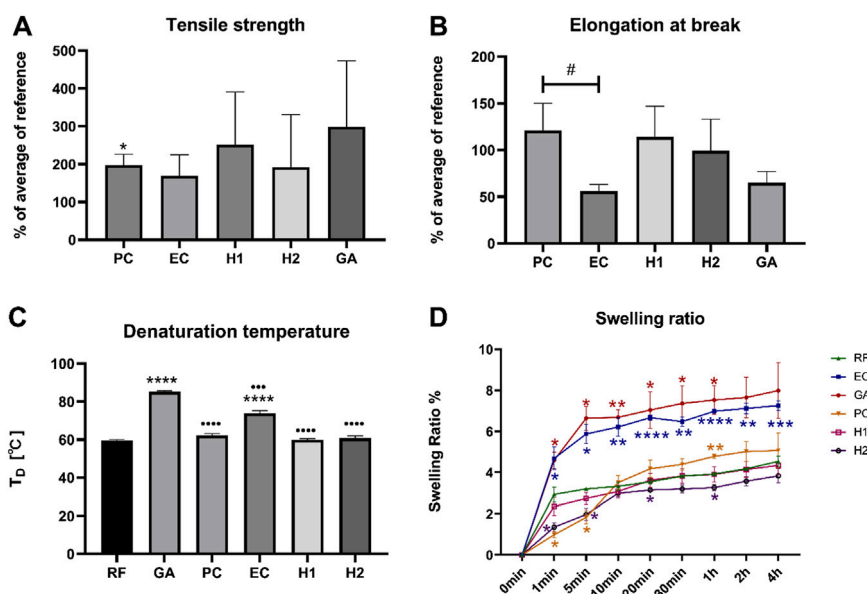 A
Tensile strength
% of average of reference
500
400
300
200
100
0
*
PC EC H1 H2 GA
B
Elongation at break
% of average of reference
200
150
100
50
0
#
PC EC H1 H2 GA
C
Denaturation temperature
TD [°C]
100
80
60
40
20
0
****
••••
•••
****
••••
••••
RF GA PC EC H1 H2
D
Swelling ratio
Swelling Ratio %
10
8
6
4
2
0
* * ** * * *
* * ** **** ** **** ** ***
**
* * * *
* *
0min 1min 5min 10min 20min 30min 1h 2h 4h
RF
EC
GA
PC
H1
H2